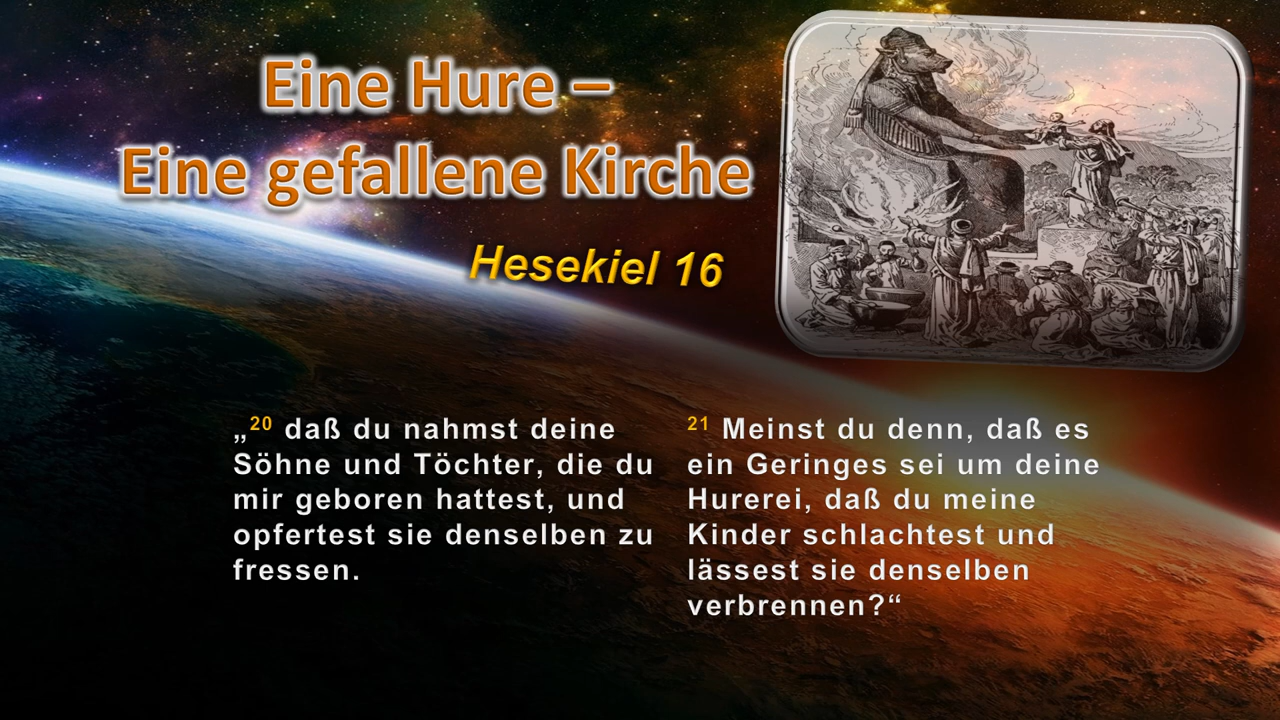 Eine Hure –
Eine gefallene Kirche
Hesekiel 16
„20 daß du nahmst deine
Söhne und Töchter, die du
mir geboren hattest, und
opfertest sie denselben zu
fressen.
21 Meinst du denn, daß es
ein Geringes sei um deine
Hurerei, daß du meine
Kinder schlachtest und
lässest sie denselben
verbrennen?“